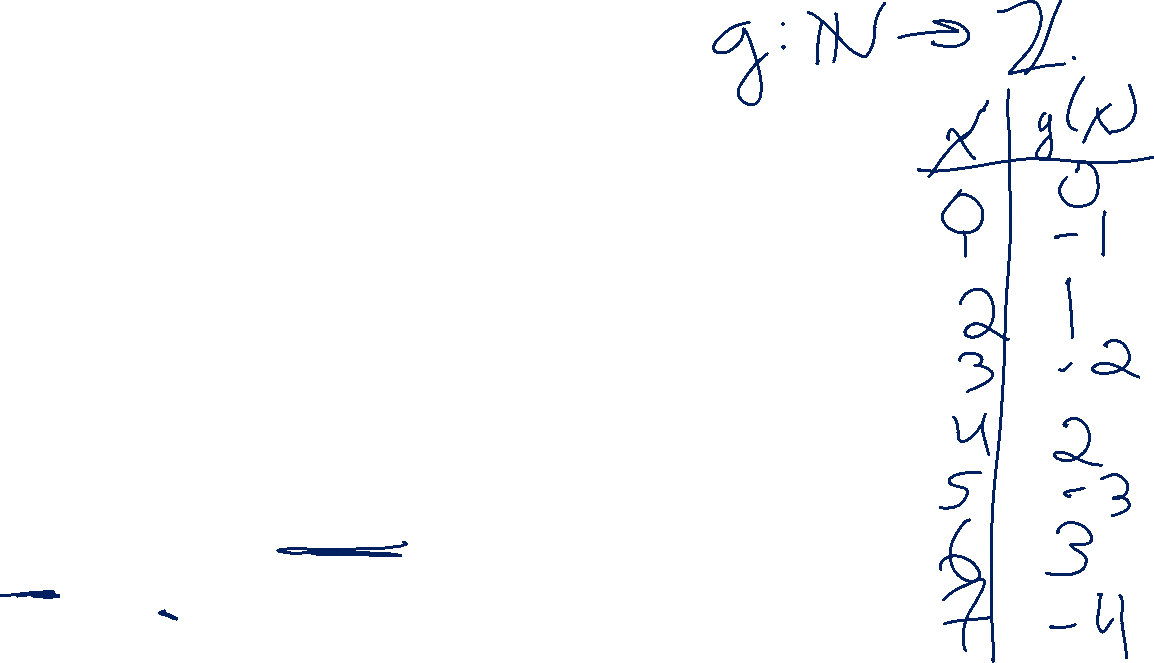 g: ℕ → ℤ.
x | g(x)
0 | 0
1 | -1
2 | 1
3 | -2
4 | 2
5 | -3
6 | 3
7 | -4